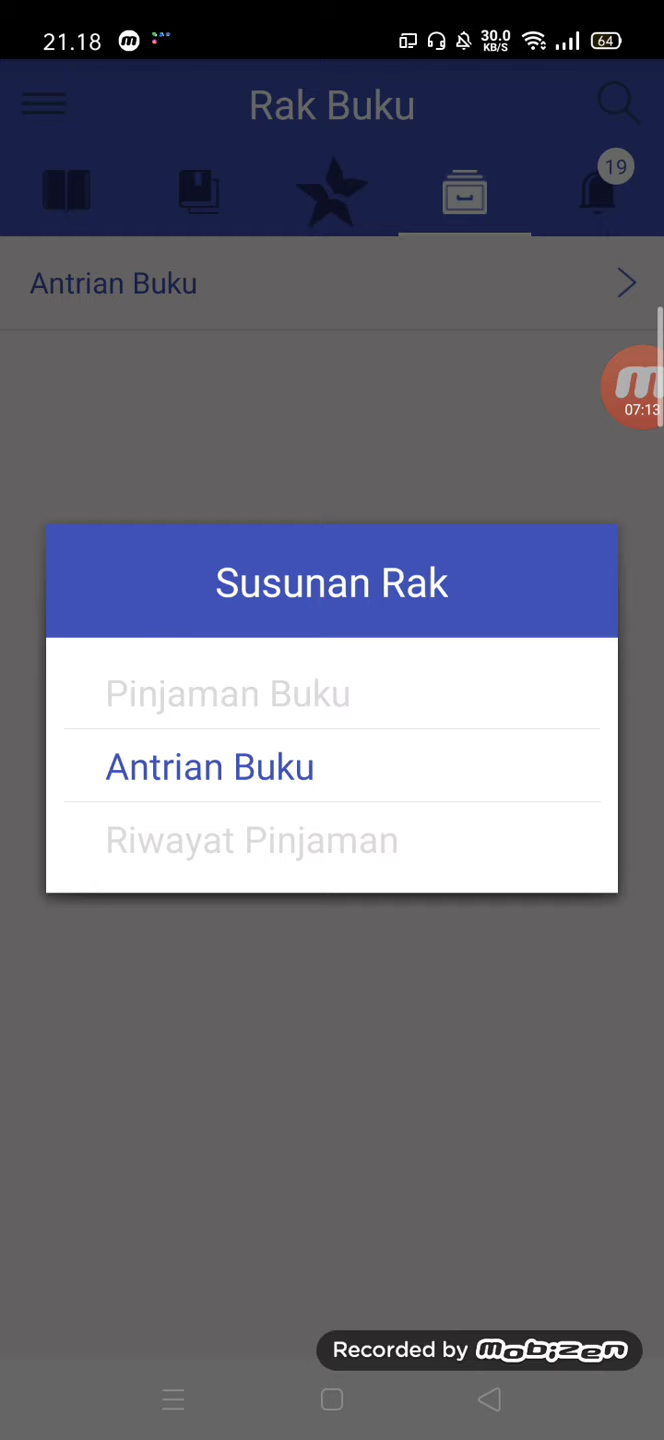 21.18 m 30.0 KB/S 64
Rak Buku
19
Antrian Buku
m
07:13
Susunan Rak
Pinjaman Buku
Antrian Buku
Riwayat Pinjaman
Recorded by mobizen